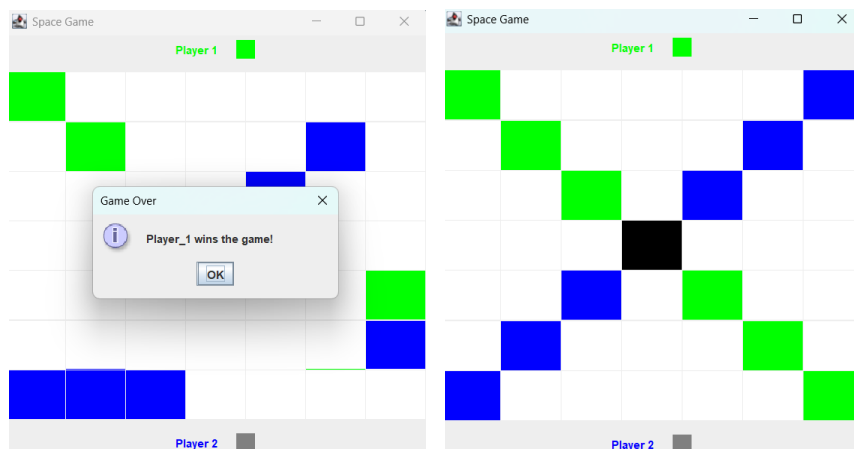 Space Game
Player 1
Game Over
Player_1 wins the game!
OK
Player 2
Space Game
Player 1
Player 2